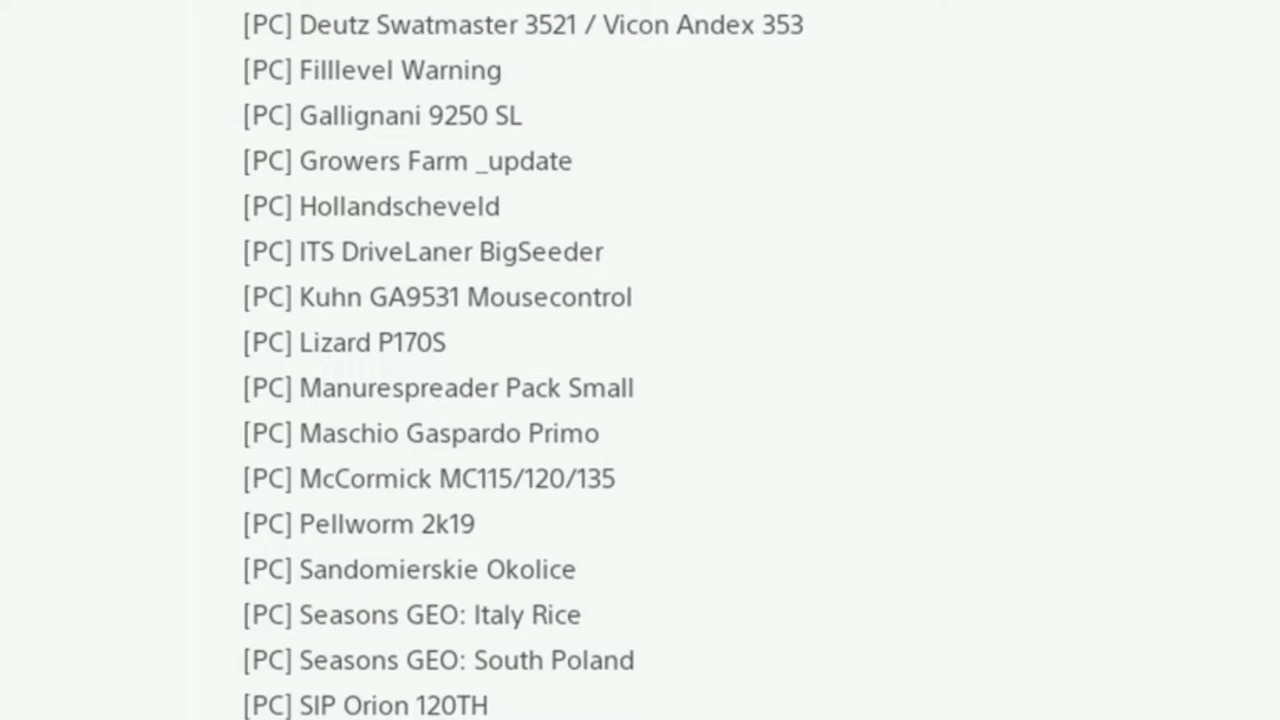 [PC] Deutz Swatmaster 3521 / Vicon Andex 353
[PC] Filllevel Warning
[PC] Gallignani 9250 SL
[PC] Growers Farm _update
[PC] Hollandscheveld
[PC] ITS DriveLaner BigSeeder
[PC] Kuhn GA9531 Mousecontrol
[PC] Lizard P170S
[PC] Manurespreader Pack Small
[PC] Maschio Gaspardo Primo
[PC] McCormick MC115/120/135
[PC] Pellworm 2k19
[PC] Sandomierskie Okolice
[PC] Seasons GEO: Italy Rice
[PC] Seasons GEO: South Poland
[PC] SIP Orion 120TH